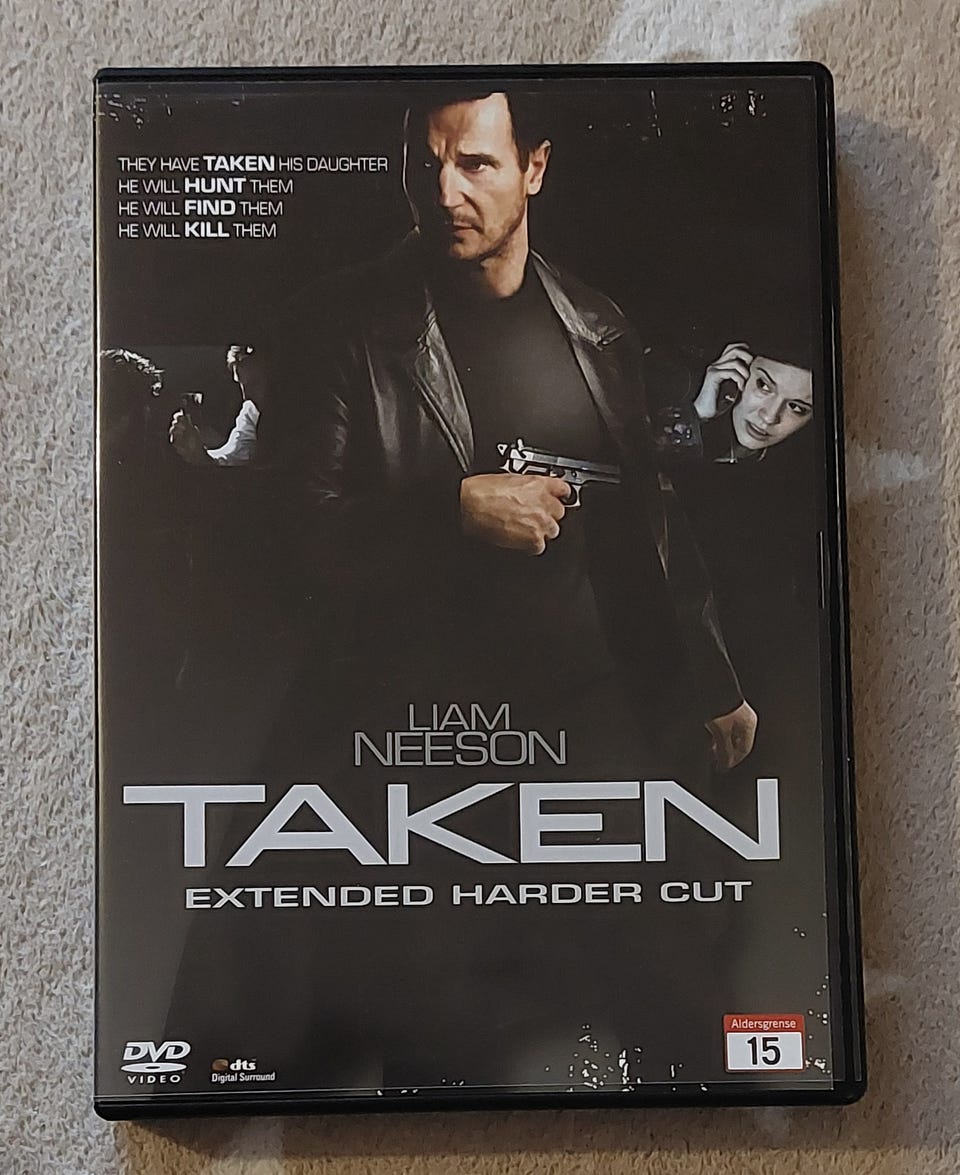 THEY HAVE TAKEN HIS DAUGHTER
HE WILL HUNT THEM
HE WILL FIND THEM
HE WILL KILL THEM
LIAM
NEESON
TAKEN
EXTENDED HARDER CUT
DVD
VIDEO
dts
Digital Surround
Aldersgrense
15